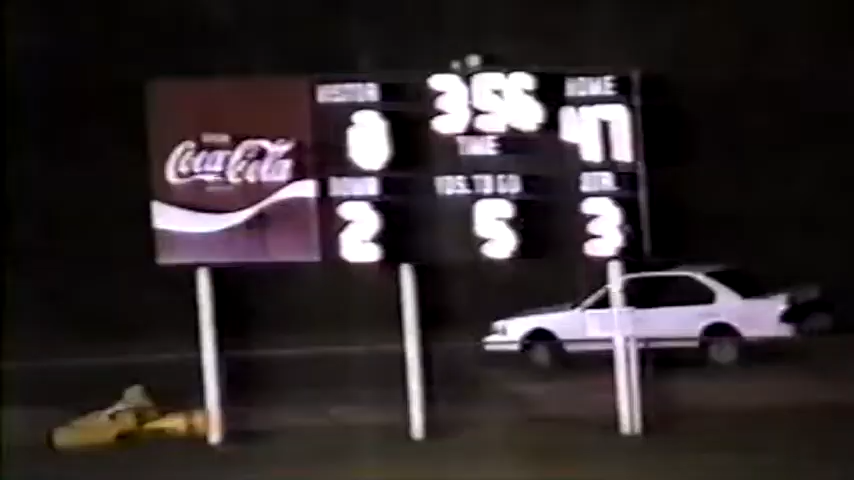 VISITOR 3 56 HOME
0 TIME 47
Coca-Cola
DOWN YDS. TO GO QTR.
2 5 3